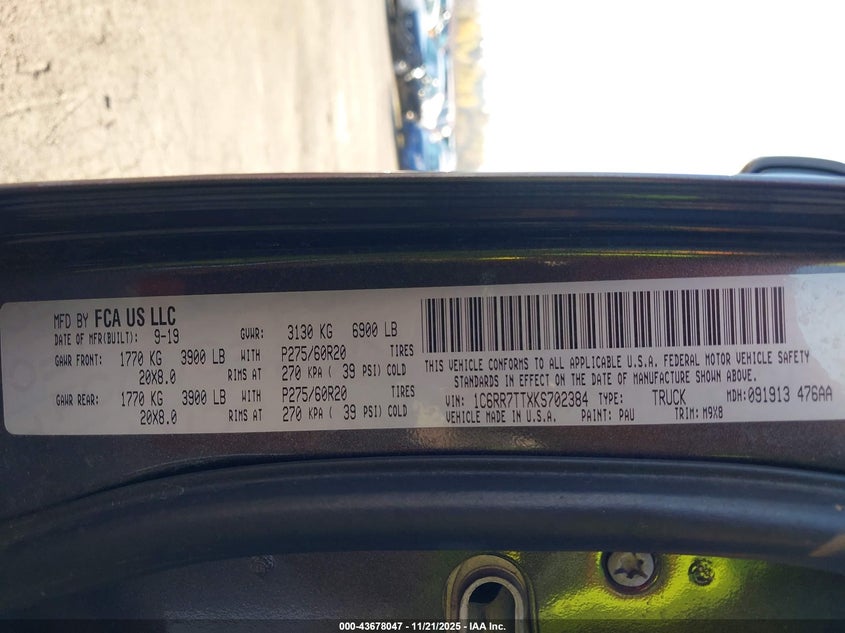 MFD BY FCA US LLC
DATE OF MFR(BUILT): 9-19 GVWR: 3130 KG 6900 LB
GAWR FRONT: 1770 KG 3900 LB WITH P275/60R20 TIRES
20X8.0 RIMS AT 270 KPA ( 39 PSI) COLD
GAWR REAR: 1770 KG 3900 LB WITH P275/60R20 TIRES
20X8.0 RIMS AT 270 KPA ( 39 PSI) COLD
THIS VEHICLE CONFORMS TO ALL APPLICABLE U.S.A. FEDERAL MOTOR VEHICLE SAFETY
STANDARDS IN EFFECT ON THE DATE OF MANUFACTURE SHOWN ABOVE.
VIN: 1C6RR7TTXKS702384 TYPE: TRUCK MDH:091913 476AA
VEHICLE MADE IN U.S.A. PAINT: PAU TRIM: M9X8
000-43678047 - 11/21/2025 - IAA Inc.